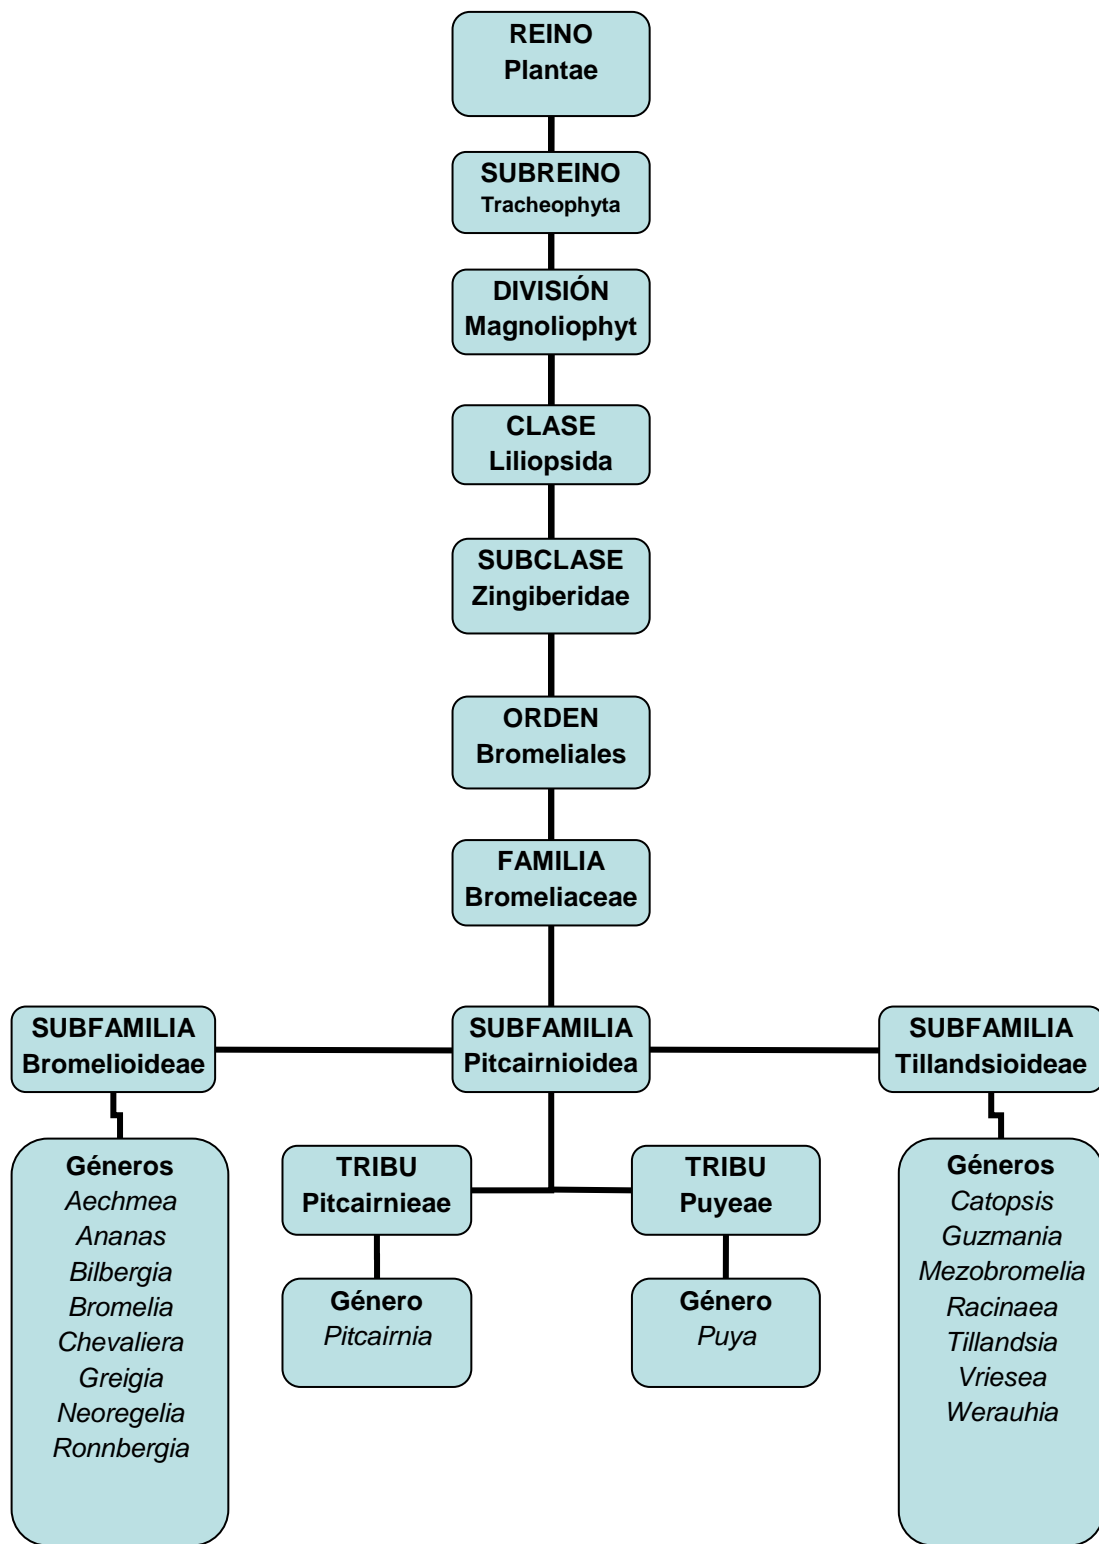 REINO
Plantae
SUBREINO
Tracheophyta
DIVISIÓN
Magnoliophyt
CLASE
Liliopsida
SUBCLASE
Zingiberidae
ORDEN
Bromeliales
FAMILIA
Bromeliaceae
SUBFAMILIA
Bromelioideae
SUBFAMILIA
Pitcairnioidea
SUBFAMILIA
Tillandsioideae
Géneros
Aechmea
Ananas
Bilbergia
Bromelia
Chevaliera
Greigia
Neoregelia
Ronnbergia
TRIBU
Pitcairnieae
Género
Pitcairnia
TRIBU
Puyeae
Género
Puya
Géneros
Catopsis
Guzmania
Mezobromelia
Racinaea
Tillandsia
Vriesea
Werauhia